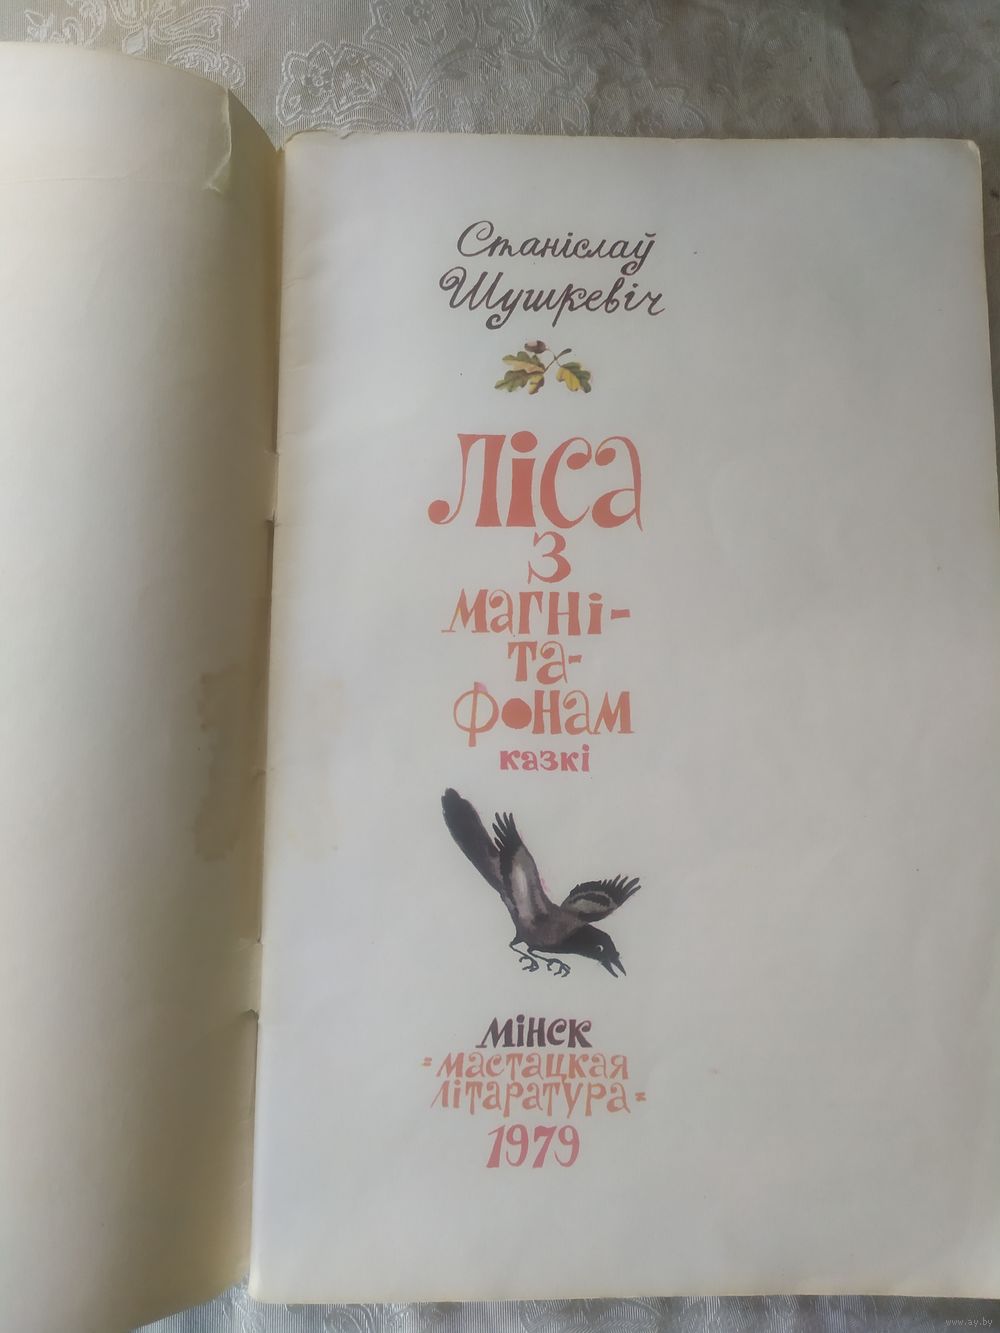 Станіслаў
Шушкевіч
Ліса
з
магні-
та-
фонам
казкі
Мінск
"мастацкая
літаратура"
1979
www.ay.by